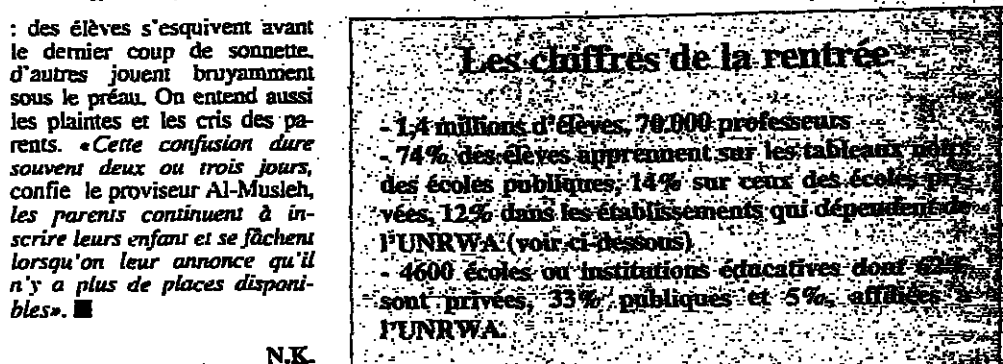 : des élèves s'esquivent avant
le dernier coup de sonnette.
d'autres jouent bruyamment
sous le préau. On entend aussi
les plaintes et les cris des pa-
rents. «Cette confusion dure
souvent deux ou trois jours,
confie le proviseur Al-Musleh,
les parents continuent à in-
scrire leurs enfant et se fâchent
lorsqu'on leur annonce qu'il
n'y a plus de places disponi-
bles». ■
N.K.
Les chiffres de la rentrée
- 1,4 millions d'élèves, 70.000 professeurs
- 74% des élèves apprennent sur les tableaux noirs
des écoles publiques, 14% sur ceux des écoles pri-
vées, 12% dans les établissements qui dépendent de
l'UNRWA (voir ci-dessous)
- 4600 écoles ou institutions éducatives dont 62%
sont privées, 33% publiques et 5%, affiliées à
l'UNRWA.